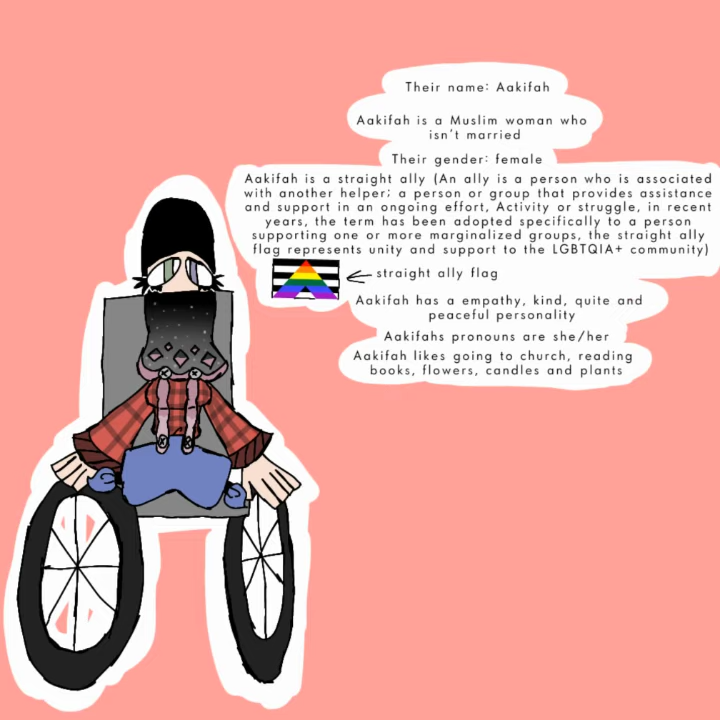 Their name: Aakifah
Aakifah is a Muslim woman who
isn't married
Their gender: female
Aakifah is a straight ally (An ally is a person who is associated
with another helper; a person or group that provides assistance
and support in an ongoing effort, Activity or struggle, in recent
years, the term has been adopted specifically to a person
supporting one or more marginalized groups, the straight ally
flag represents unity and support to the LGBTQIA+ community)
straight ally flag
Aakifah has a empathy, kind, quite and
peaceful personality
Aakifahs pronouns are she/her
Aakifah likes going to church, reading
books, flowers, candles and plants